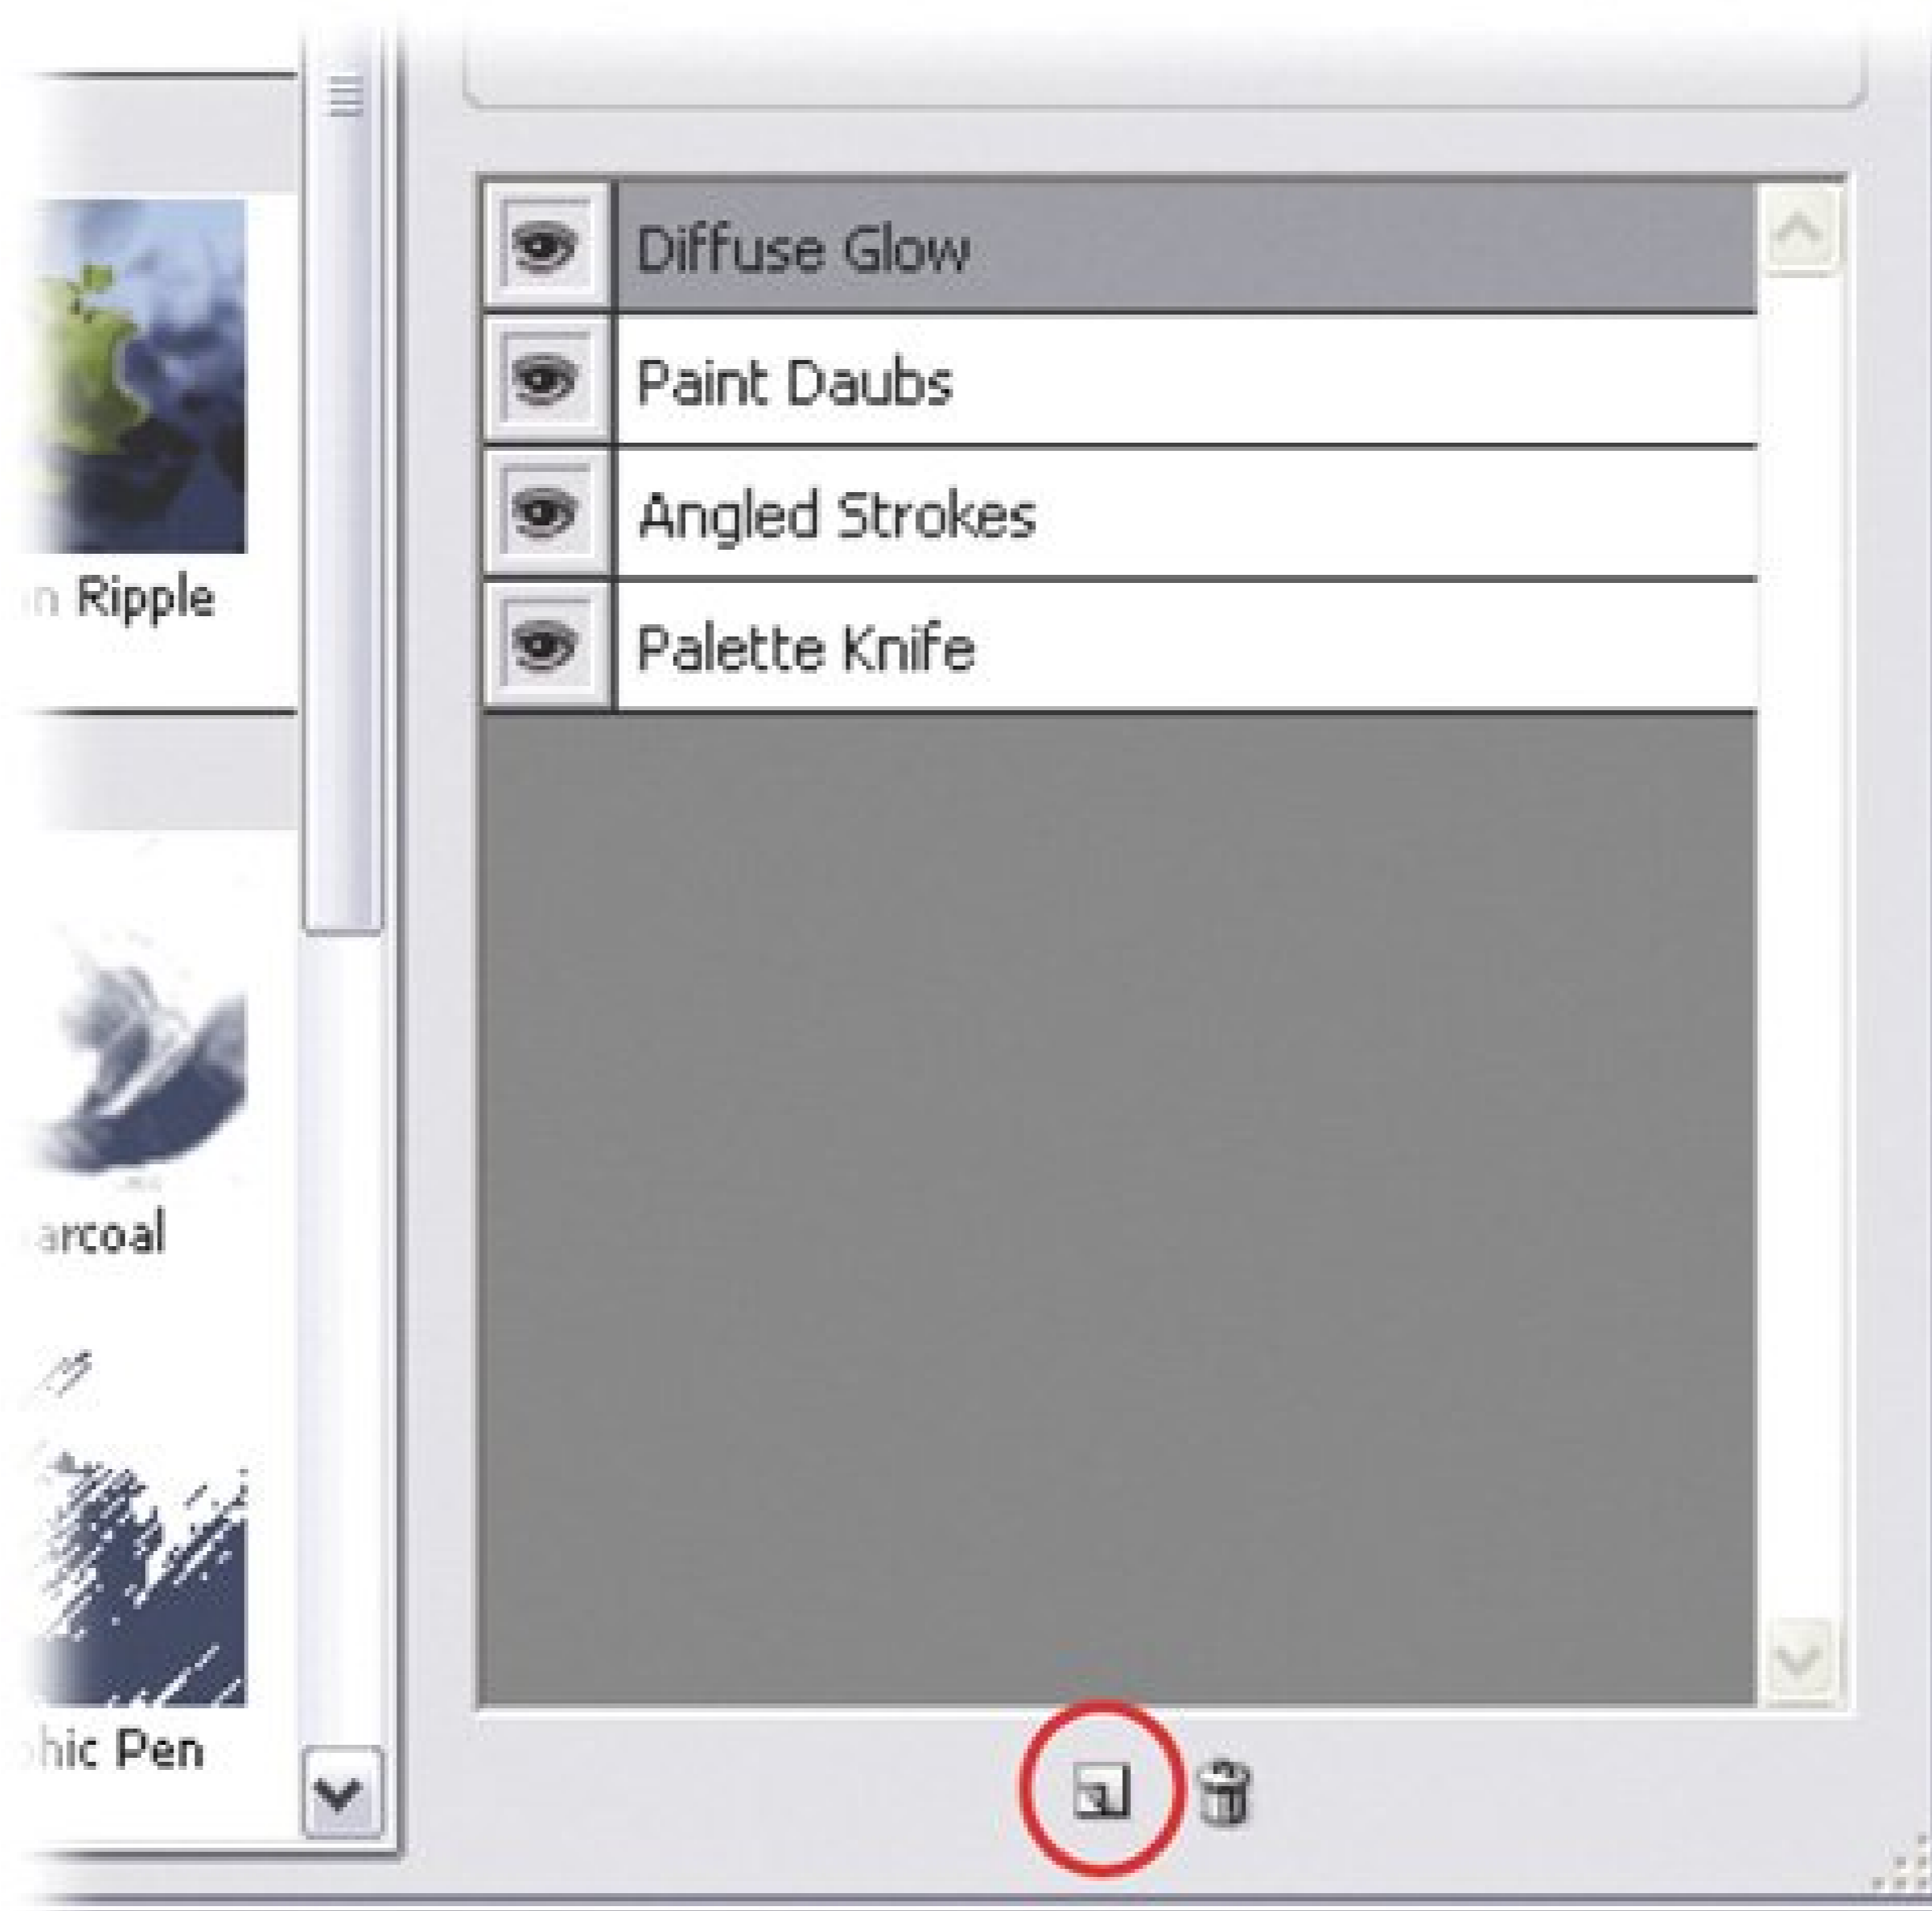 Diffuse Glow
Paint Daubs
Angled Strokes
Palette Knife
n Ripple
arcoal
hic Pen